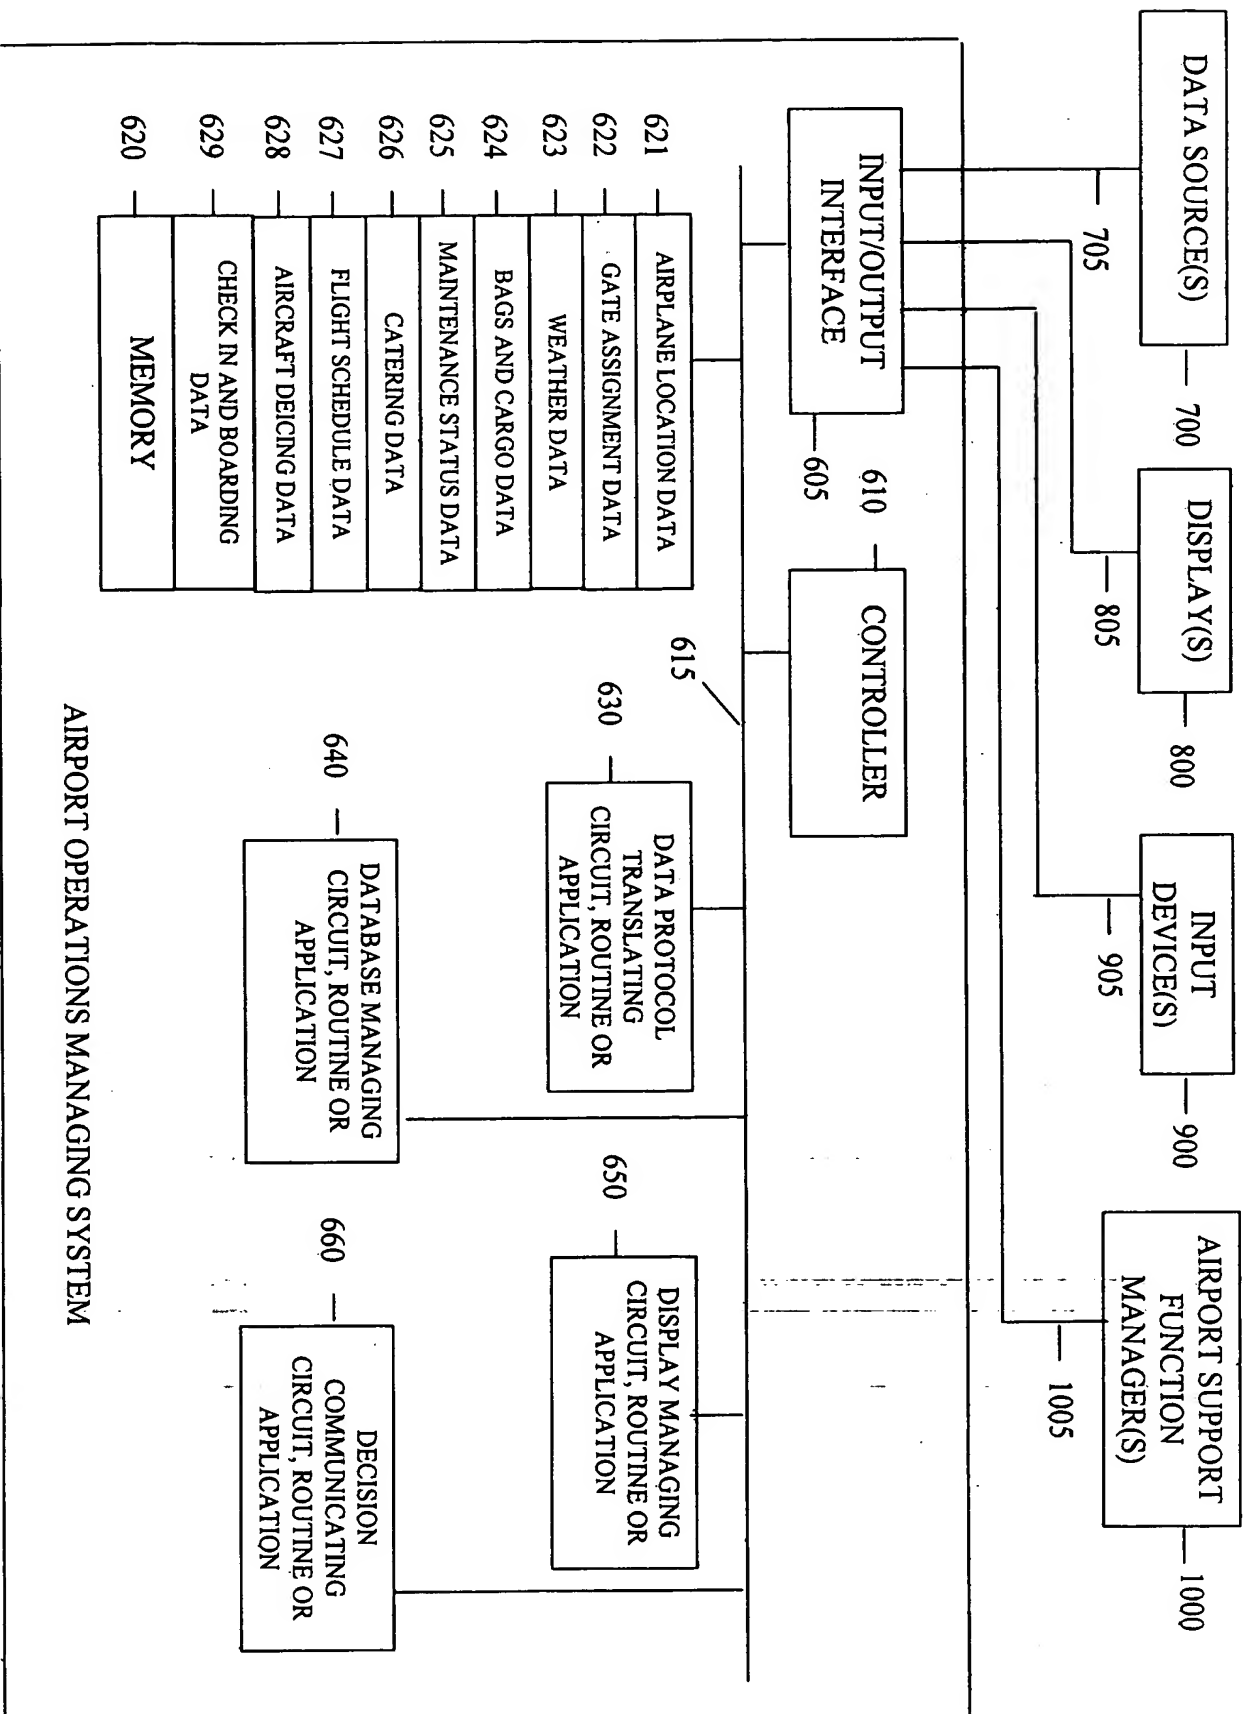 DATA SOURCE(S)
700
DISPLAY(S)
800
INPUT
DEVICE(S)
900
AIRPORT SUPPORT
FUNCTION
MANAGER(S)
1000
705
805
905
1005
INPUT/OUTPUT
INTERFACE
605
610
CONTROLLER
615
621
AIRPLANE LOCATION DATA
622
GATE ASSIGNMENT DATA
623
WEATHER DATA
624
BAGS AND CARGO DATA
625
MAINTENANCE STATUS DATA
626
CATERING DATA
627
FLIGHT SCHEDULE DATA
628
AIRCRAFT DEICING DATA
629
CHECK IN AND BOARDING
DATA
620
MEMORY
630
DATA PROTOCOL
TRANSLATING
CIRCUIT, ROUTINE OR
APPLICATION
640
DATABASE MANAGING
CIRCUIT, ROUTINE OR
APPLICATION
650
DISPLAY MANAGING
CIRCUIT, ROUTINE OR
APPLICATION
660
DECISION
COMMUNICATING
CIRCUIT, ROUTINE OR
APPLICATION
AIRPORT OPERATIONS MANAGING SYSTEM